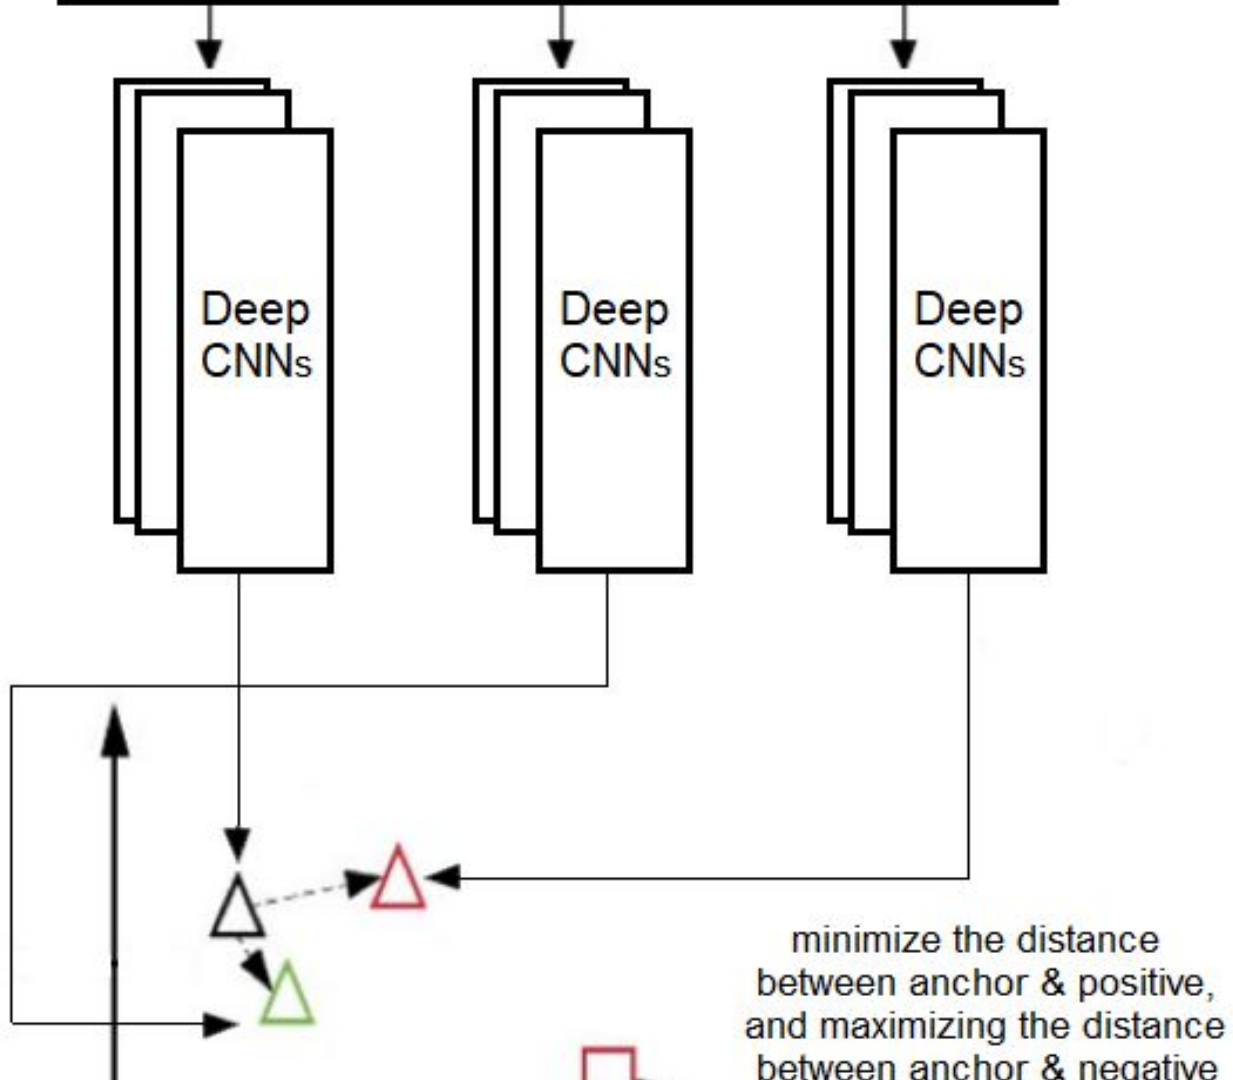 Deep
CNNs
Deep
CNNs
Deep
CNNs
minimize the distance
between anchor & positive,
and maximizing the distance
between anchor & negative